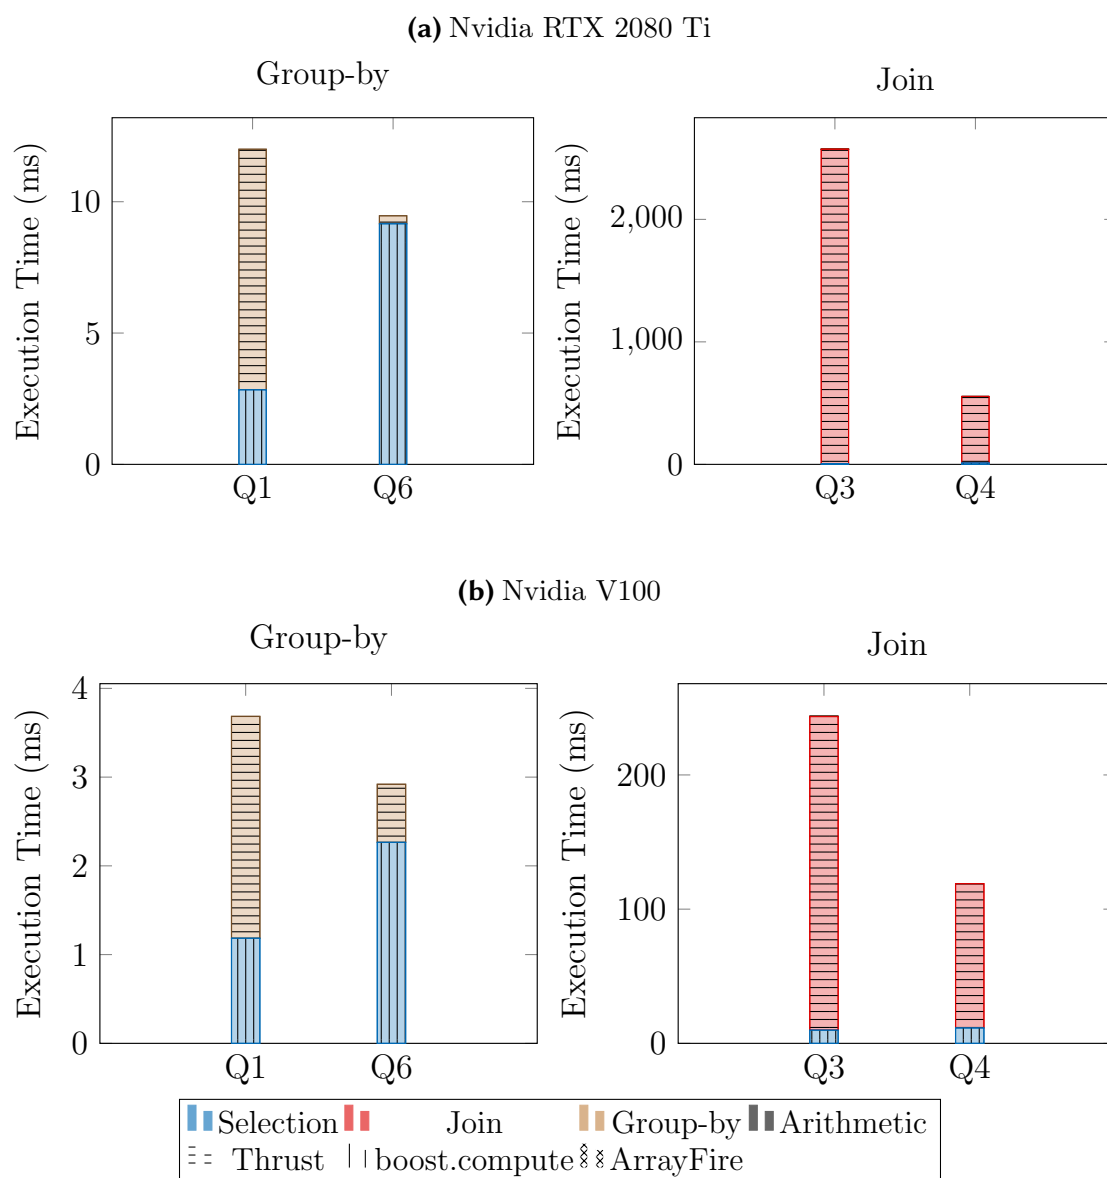 (a) Nvidia RTX 2080 Ti
Group-by
Execution Time (ms)
10
5
0
Q1 Q6
Join
Execution Time (ms)
2,000
1,000
0
Q3 Q4
(b) Nvidia V100
Group-by
Execution Time (ms)
4
3
2
1
0
Q1 Q6
Join
Execution Time (ms)
200
100
0
Q3 Q4
Selection Join Group-by Arithmetic
Thrust boost.compute ArrayFire